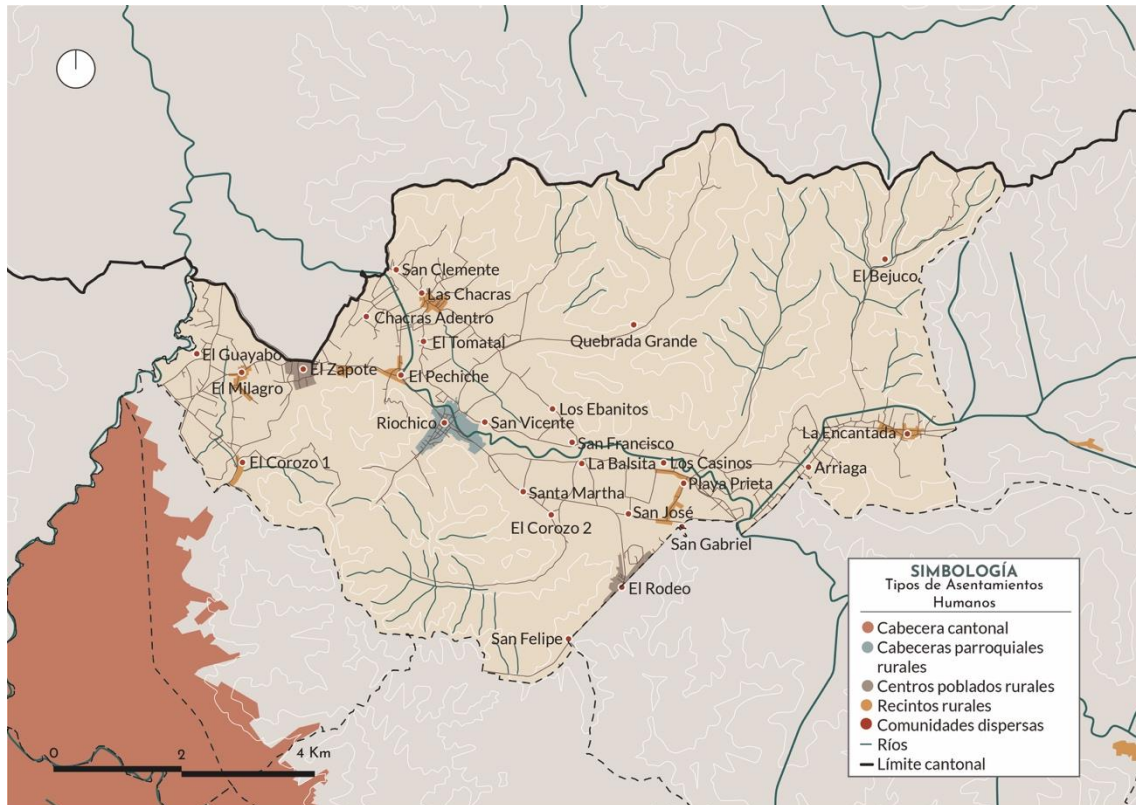 San Clemente
Las Chacras
Chacras Adentro
El Bejuco
El Tomatal
Quebrada Grande
El Guayabo
El Milagro
El Zapote
El Pechiche
Riochico
San Vicente
Los Ebanitos
San Francisco
La Encantada
El Corozo 1
La Balsita
Los Casinos
Arriaga
Playa Prieta
Santa Martha
El Corozo 2
San José
San Gabriel
El Rodeo
San Felipe
SIMBOLOGÍA
Tipos de Asentamientos
Humanos
Cabecera cantonal
Cabeceras parroquiales
rurales
Centros poblados rurales
Recintos rurales
Comunidades dispersas
Ríos
Límite cantonal
0 2 4 Km